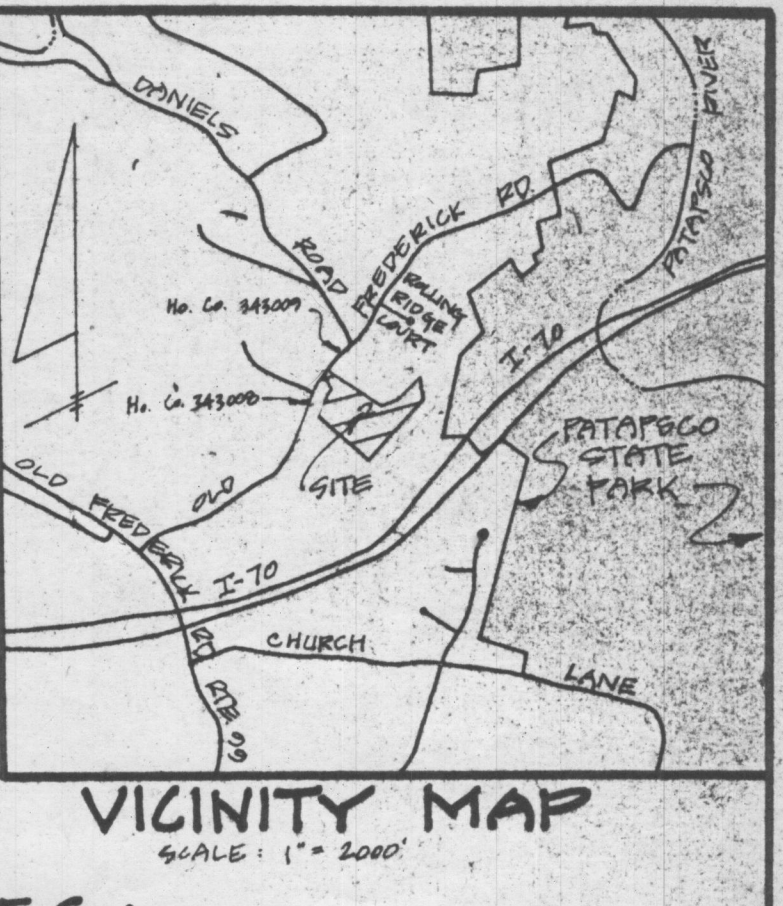 DANIELS
ROAD
PATAPSCO RIVER
FREDERICK RD.
ROLLING
RIDGE
COURT
Ho. Co. 343009
I-70
Ho. Co. 343008
PATAPSCO
STATE
PARK
OLD
SITE
OLD FREDERICK RD. RTE 99
I-70
CHURCH LANE
VICINITY MAP
SCALE: 1" = 2000'